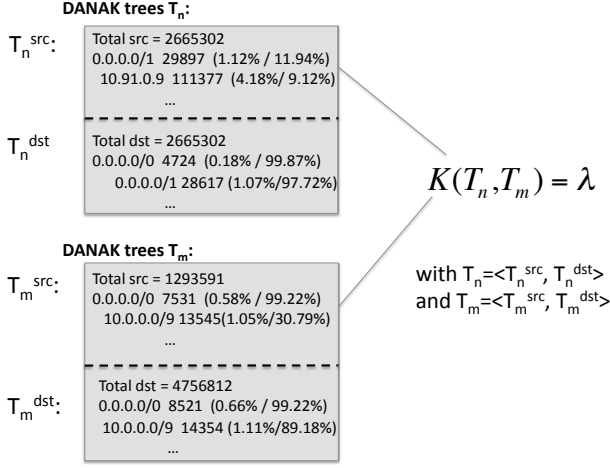 DANAK trees Tₙ:
Tₙˢʳᶜ:
Total src = 2665302
0.0.0.0/1 29897 (1.12% / 11.94%)
10.91.0.9 111377 (4.18%/ 9.12%)
...
Tₙᵈˢᵗ
Total dst = 2665302
0.0.0.0/0 4724 (0.18% / 99.87%)
0.0.0.0/1 28617 (1.07%/97.72%)
...
K(Tₙ,Tₘ) = λ
with Tₙ=<Tₙˢʳᶜ, Tₙᵈˢᵗ>
and Tₘ=<Tₘˢʳᶜ, Tₘᵈˢᵗ>
DANAK trees Tₘ:
Tₘˢʳᶜ:
Total src = 1293591
0.0.0.0/0 7531 (0.58% / 99.22%)
10.0.0.0/9 13545(1.05%/30.79%)
...
Tₘᵈˢᵗ:
Total dst = 4756812
0.0.0.0/0 8521 (0.66% / 99.22%)
10.0.0.0/9 14354 (1.11%/89.18%)
...